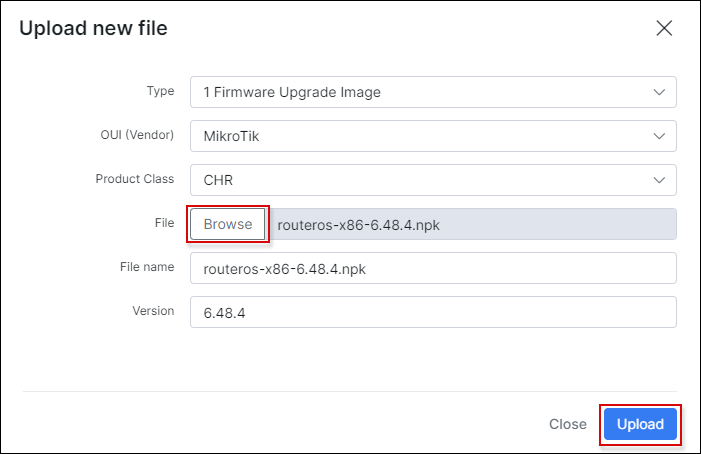 Upload new file
Type 1 Firmware Upgrade Image
OUI (Vendor) MikroTik
Product Class CHR
File Browse routeros-x86-6.48.4.npk
File name routeros-x86-6.48.4.npk
Version 6.48.4
Close Upload